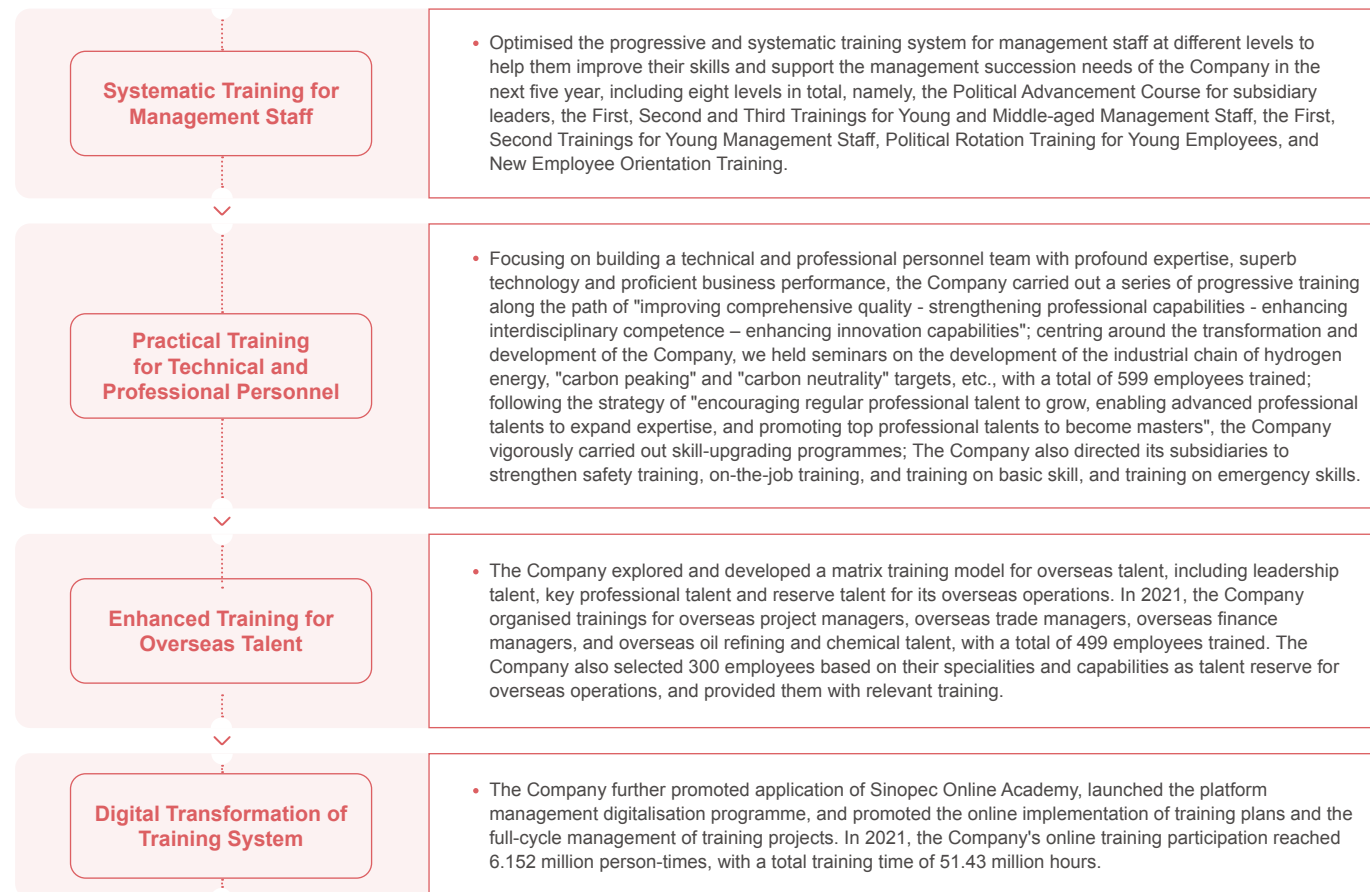 Systematic Training for
Management Staff
• Optimised the progressive and systematic training system for management staff at different levels to
help them improve their skills and support the management succession needs of the Company in the
next five year, including eight levels in total, namely, the Political Advancement Course for subsidiary
leaders, the First, Second and Third Trainings for Young and Middle-aged Management Staff, the First,
Second Trainings for Young Management Staff, Political Rotation Training for Young Employees, and
New Employee Orientation Training.
Practical Training
for Technical and
Professional Personnel
• Focusing on building a technical and professional personnel team with profound expertise, superb
technology and proficient business performance, the Company carried out a series of progressive training
along the path of "improving comprehensive quality - strengthening professional capabilities - enhancing
interdisciplinary competence – enhancing innovation capabilities"; centring around the transformation and
development of the Company, we held seminars on the development of the industrial chain of hydrogen
energy, "carbon peaking" and "carbon neutrality" targets, etc., with a total of 599 employees trained;
following the strategy of "encouraging regular professional talent to grow, enabling advanced professional
talents to expand expertise, and promoting top professional talents to become masters", the Company
vigorously carried out skill-upgrading programmes; The Company also directed its subsidiaries to
strengthen safety training, on-the-job training, and training on basic skill, and training on emergency skills.
Enhanced Training for
Overseas Talent
• The Company explored and developed a matrix training model for overseas talent, including leadership
talent, key professional talent and reserve talent for its overseas operations. In 2021, the Company
organised trainings for overseas project managers, overseas trade managers, overseas finance
managers, and overseas oil refining and chemical talent, with a total of 499 employees trained. The
Company also selected 300 employees based on their specialities and capabilities as talent reserve for
overseas operations, and provided them with relevant training.
Digital Transformation of
Training System
• The Company further promoted application of Sinopec Online Academy, launched the platform
management digitalisation programme, and promoted the online implementation of training plans and the
full-cycle management of training projects. In 2021, the Company's online training participation reached
6.152 million person-times, with a total training time of 51.43 million hours.